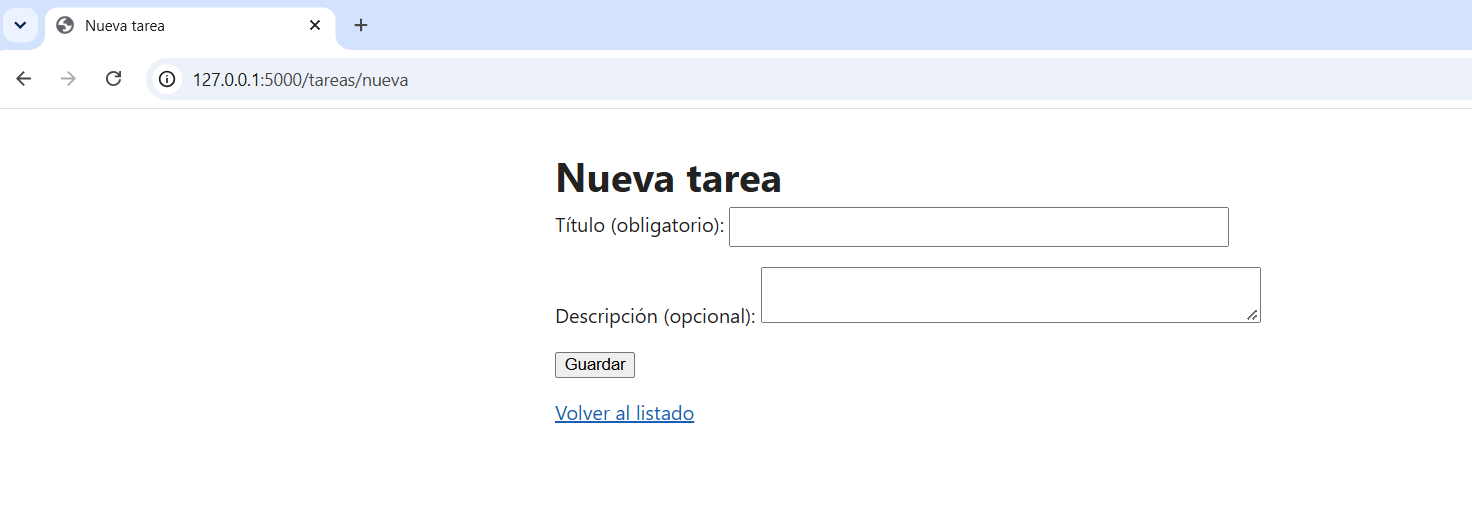 Nueva tarea
127.0.0.1:5000/tareas/nueva
Nueva tarea
Título (obligatorio):
Descripción (opcional):
Guardar
Volver al listado